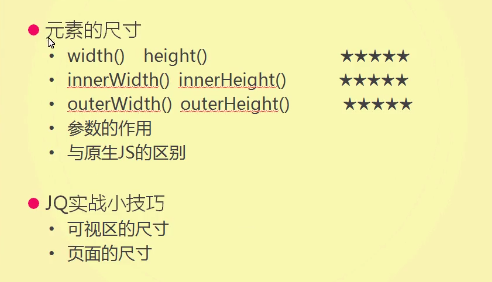 元素的尺寸
width() height() ★★★★★
innerWidth() innerHeight() ★★★★★
outerWidth() outerHeight() ★★★★★
参数的作用
与原生JS的区别
JQ实战小技巧
可视区的尺寸
页面的尺寸